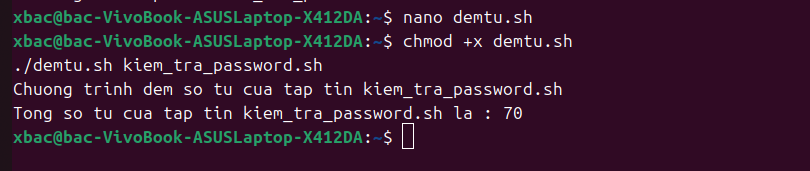 xbac@bac-VivoBook-ASUSLaptop-X412DA:~$ nano demtu.sh
xbac@bac-VivoBook-ASUSLaptop-X412DA:~$ chmod +x demtu.sh
./demtu.sh kiem_tra_password.sh
Chuong trinh dem so tu cua tap tin kiem_tra_password.sh
Tong so tu cua tap tin kiem_tra_password.sh la : 70
xbac@bac-VivoBook-ASUSLaptop-X412DA:~$